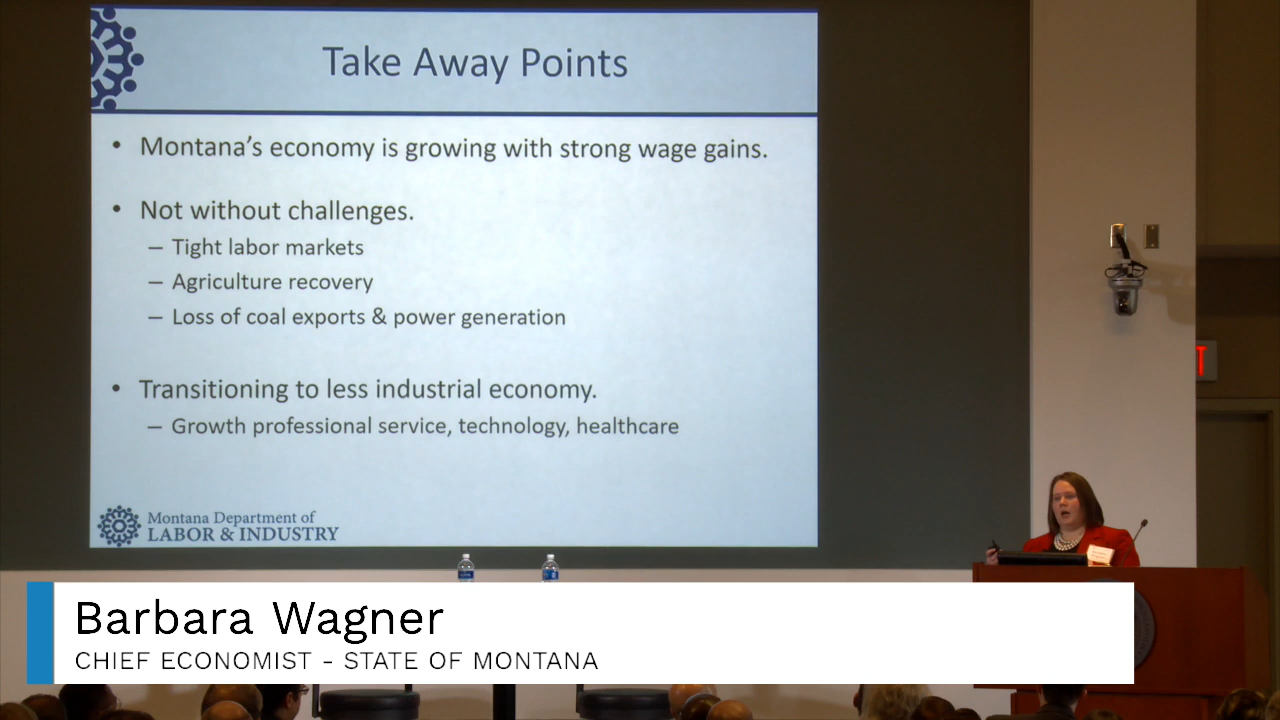 Take Away Points
• Montana's economy is growing with strong wage gains.
• Not without challenges.
– Tight labor markets
– Agriculture recovery
– Loss of coal exports & power generation
• Transitioning to less industrial economy.
– Growth professional service, technology, healthcare
Montana Department of
LABOR & INDUSTRY
Barbara Wagner
CHIEF ECONOMIST - STATE OF MONTANA